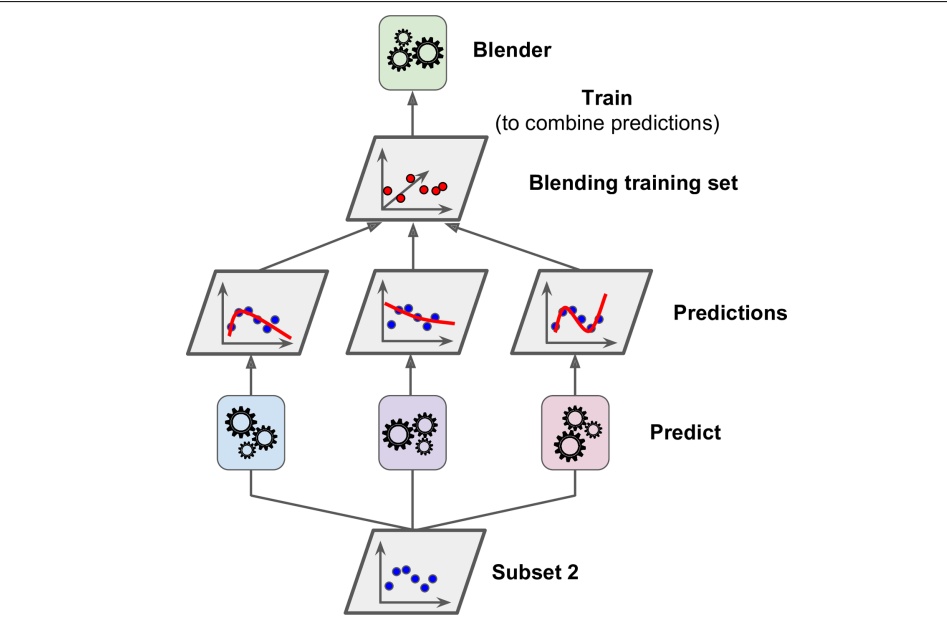 Blender
Train
(to combine predictions)
Blending training set
Predictions
Predict
Subset 2